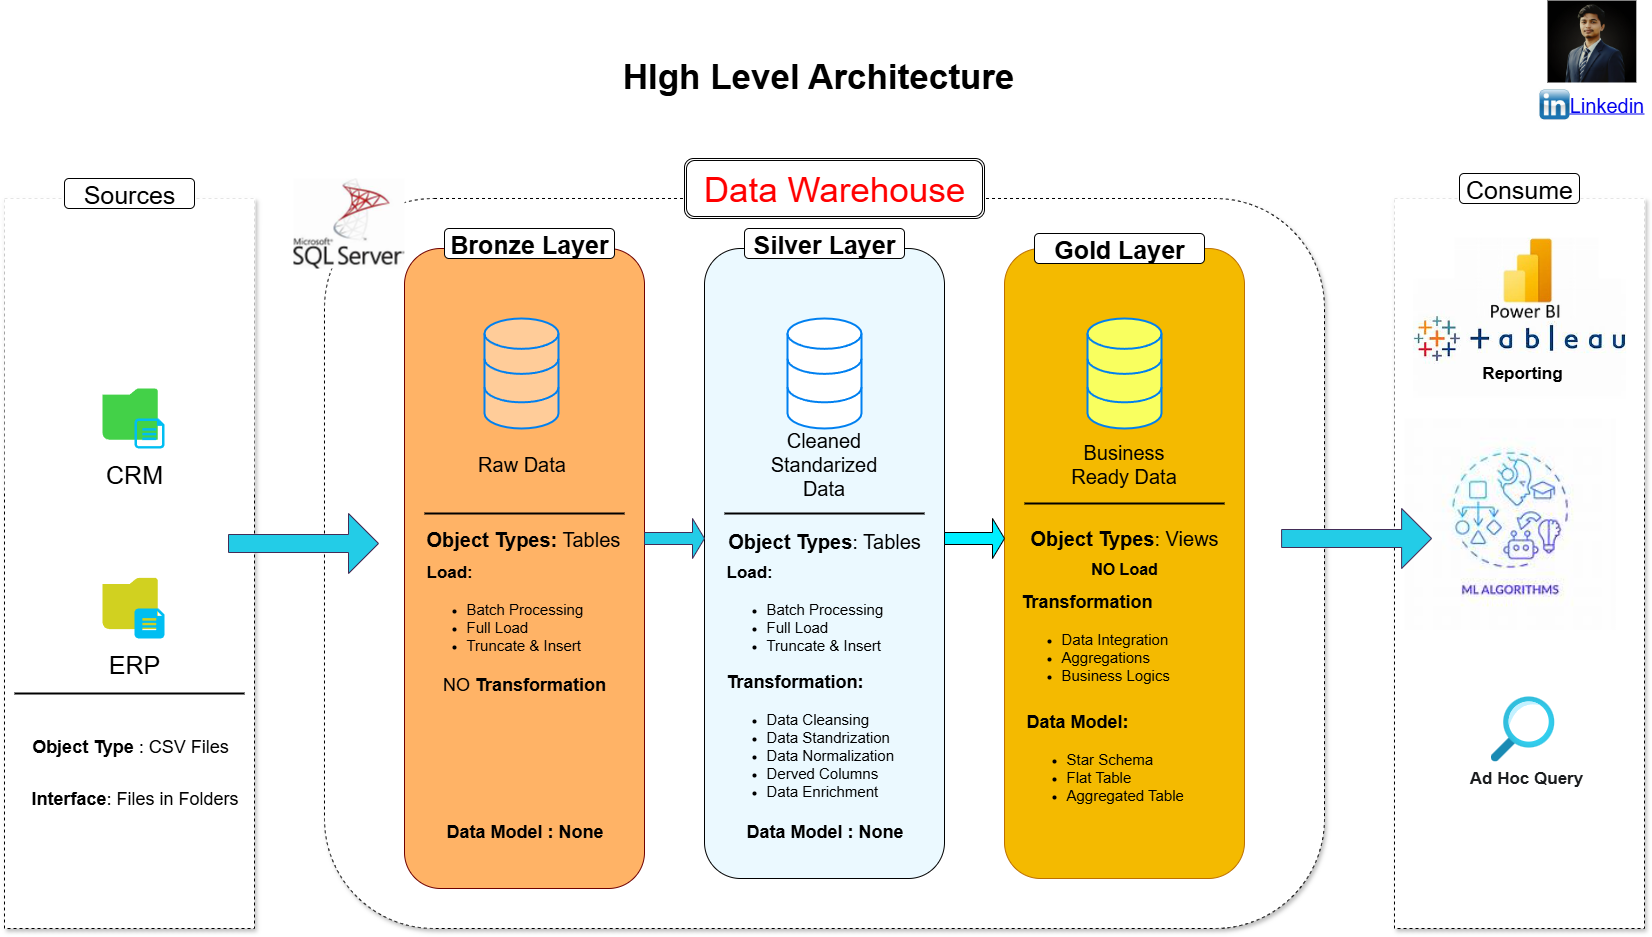 HIgh Level Architecture
in Linkedin
Sources
CRM
ERP
Object Type : CSV Files
Interface: Files in Folders
Microsoft®
SQL Server®
Data Warehouse
Bronze Layer
Raw Data
Object Types: Tables
Load:
• Batch Processing
• Full Load
• Truncate & Insert
NO Transformation
Data Model : None
Silver Layer
Cleaned
Standarized
Data
Object Types: Tables
Load:
• Batch Processing
• Full Load
• Truncate & Insert
Transformation:
• Data Cleansing
• Data Standrization
• Data Normalization
• Derved Columns
• Data Enrichment
Data Model : None
Gold Layer
Business
Ready Data
Object Types: Views
NO Load
Transformation
• Data Integration
• Aggregations
• Business Logics
Data Model:
• Star Schema
• Flat Table
• Aggregated Table
Consume
Power BI
+ableau
Reporting
ML ALGORITHMS
Ad Hoc Query